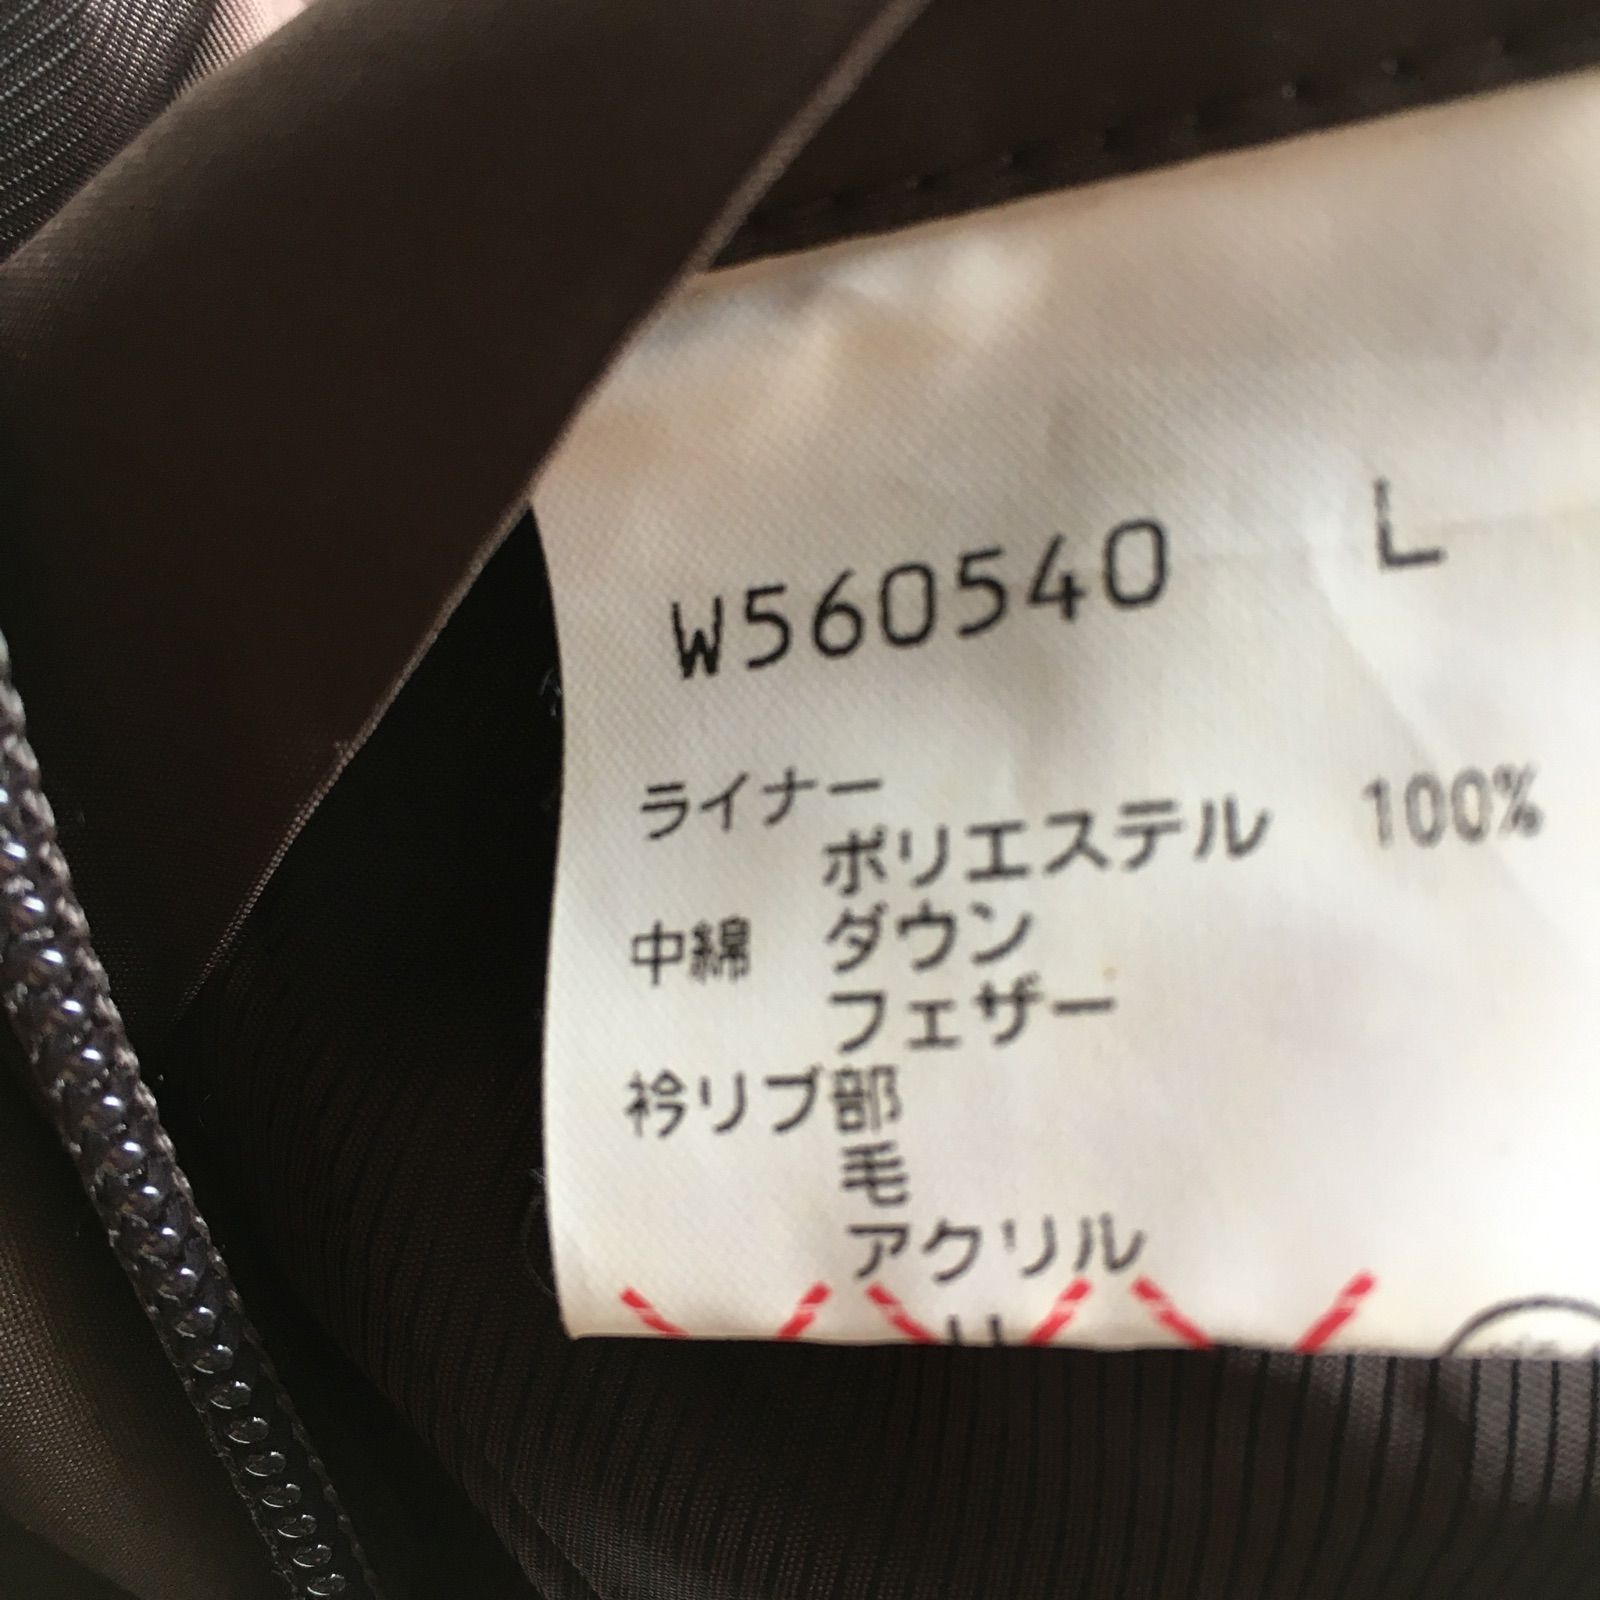 W560540 L
ライナー
ポリエステル 100%
中綿 ダウン
フェザー
衿リブ部
毛
アクリル